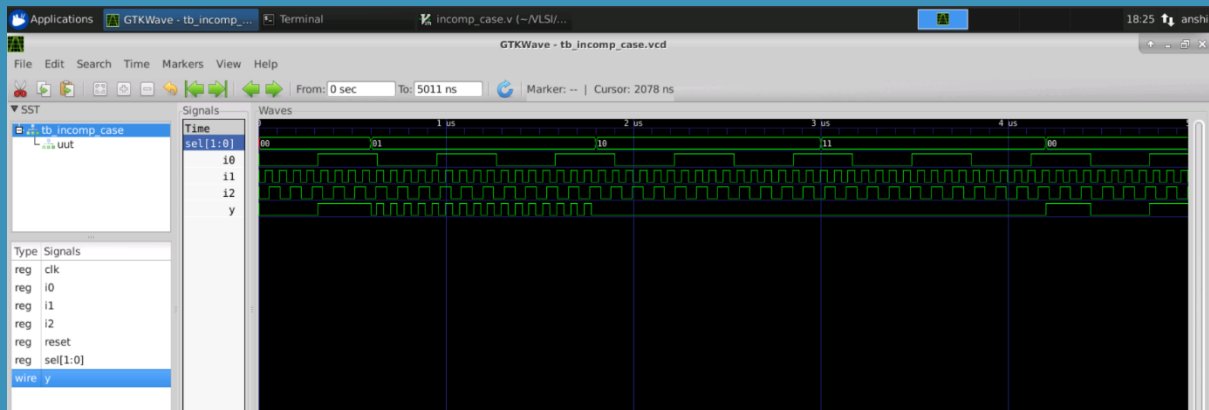 Applications GTKWave - tb_incomp_... Terminal incomp_case.v (~/VLSI/... 18:25 anshi
GTKWave - tb_incomp_case.vcd
File Edit Search Time Markers View Help
From: 0 sec To: 5011 ns Marker: -- | Cursor: 2078 ns
SST
tb_incomp_case
uut
Type Signals
reg clk
reg i0
reg i1
reg i2
reg reset
reg sel[1:0]
wire y
Signals
Time
sel[1:0]
i0
i1
i2
y
Waves
1 us 2 us 3 us 4 us
00 01 10 11 00